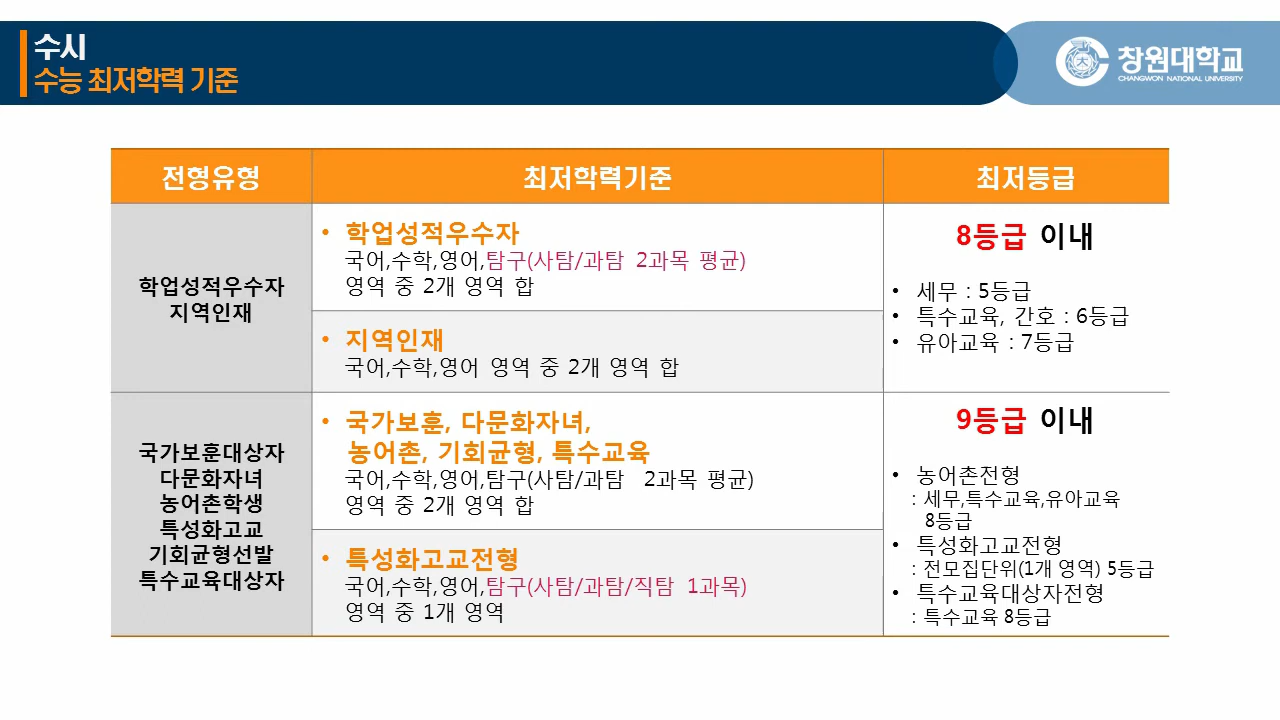 수시
수능 최저학력 기준
창원대학교
CHANGWON NATIONAL UNIVERSITY
전형유형
최저학력기준
최저등급
학업성적우수자
지역인재
• 학업성적우수자
국어,수학,영어,탐구(사탐/과탐 2과목 평균)
영역 중 2개 영역 합
• 지역인재
국어,수학,영어 영역 중 2개 영역 합
8등급 이내
• 세무 : 5등급
• 특수교육, 간호 : 6등급
• 유아교육 : 7등급
국가보훈대상자
다문화자녀
농어촌학생
특성화고교
기회균형선발
특수교육대상자
• 국가보훈, 다문화자녀,
농어촌, 기회균형, 특수교육
국어,수학,영어,탐구(사탐/과탐 2과목 평균)
영역 중 2개 영역 합
• 특성화고교전형
국어,수학,영어,탐구(사탐/과탐/직탐 1과목)
영역 중 1개 영역
9등급 이내
• 농어촌전형
: 세무,특수교육,유아교육
8등급
• 특성화고교전형
: 전모집단위(1개 영역) 5등급
• 특수교육대상자전형
: 특수교육 8등급